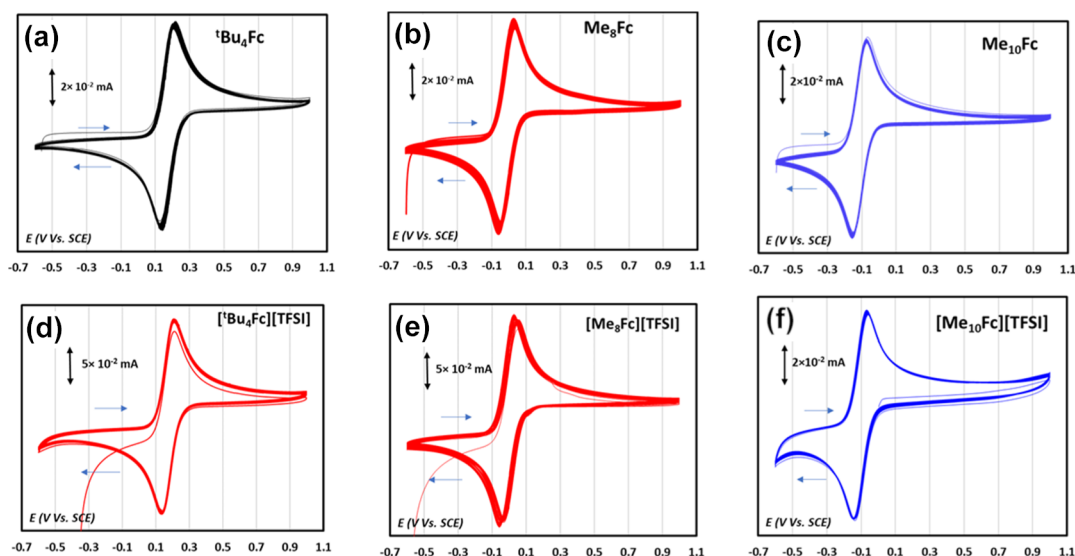 (a) ᵗBu₄Fc
2× 10⁻² mA
E (V Vs. SCE)
-0.7 -0.5 -0.3 -0.1 0.1 0.3 0.5 0.7 0.9 1.1
(b) Me₈Fc
2× 10⁻² mA
E (V Vs. SCE)
-0.7 -0.5 -0.3 -0.1 0.1 0.3 0.5 0.7 0.9 1.1
(c) Me₁₀Fc
2×10⁻² mA
E (V Vs. SCE)
-0.7 -0.5 -0.3 -0.1 0.1 0.3 0.5 0.7 0.9 1.1
(d) [ᵗBu₄Fc][TFSI]
5× 10⁻² mA
E (V Vs. SCE)
-0.7 -0.5 -0.3 -0.1 0.1 0.3 0.5 0.7 0.9 1.1
(e) [Me₈Fc][TFSI]
5× 10⁻² mA
E (V Vs. SCE)
-0.7 -0.5 -0.3 -0.1 0.1 0.3 0.5 0.7 0.9 1.1
(f) [Me₁₀Fc][TFSI]
2×10⁻² mA
E (V Vs. SCE)
-0.7 -0.5 -0.3 -0.1 0.1 0.3 0.5 0.7 0.9 1.1